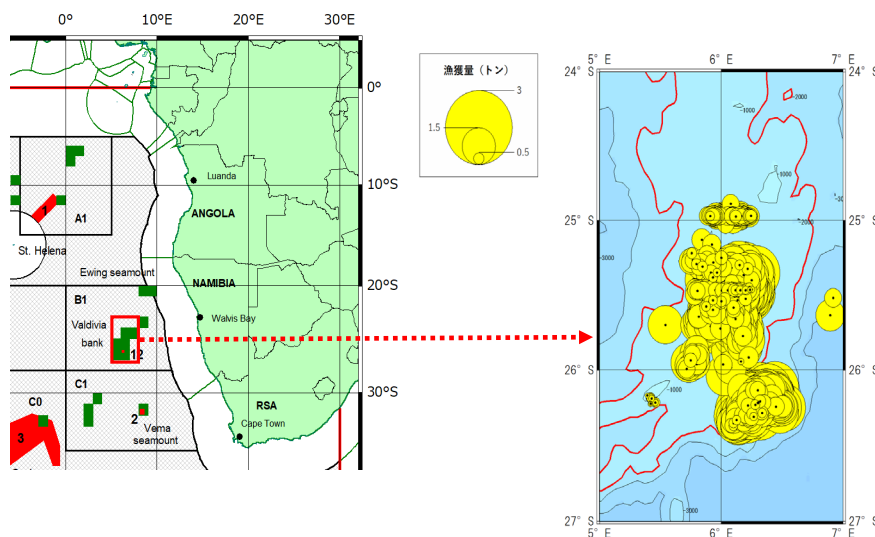 0°
10°E
20°E
30°E
0°
10°S
20°S
30°S
Luanda
ANGOLA
A1
1
St. Helena
Ewing seamount
NAMIBIA
B1
Walvis Bay
Valdivia
bank
12
C1
C0
RSA
2
Vema
seamount
Cape Town
3
漁獲量（トン）
3
1.5
0.5
5° E
6° E
7° E
24° S
24° S
-2000
-1000
-1000
25° S
25° S
-2000
-3000
26° S
26° S
-1000
-3000
27° S
27° S
5° E
6° E
7° E